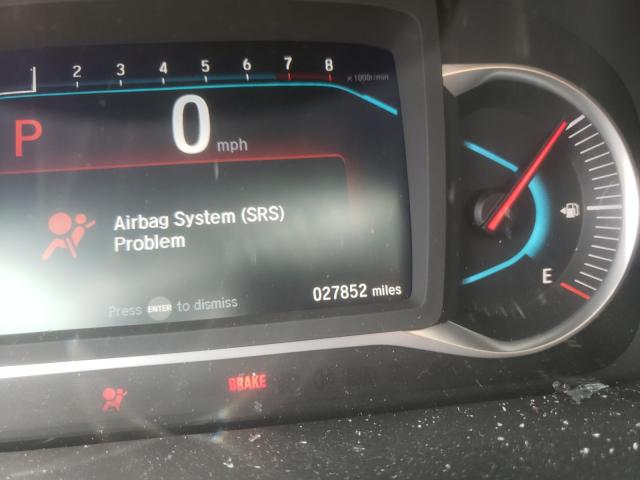 2 3 4 5 6 7 8
x1000r/min
P 0 mph
Airbag System (SRS)
Problem
E
027852 miles
Press ENTER to dismiss
BRAKE